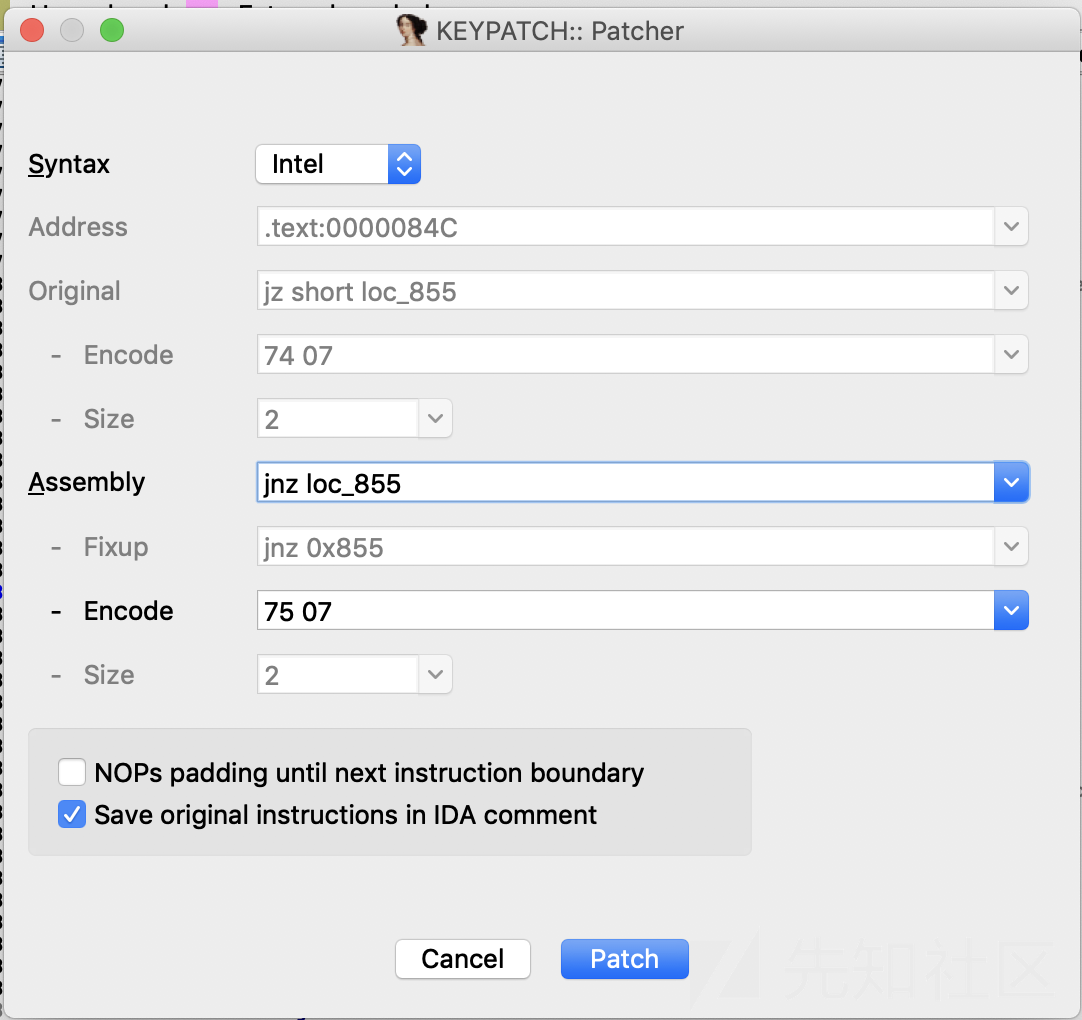 KEYPATCH:: Patcher
Syntax
Intel
Address
.text:0000084C
Original
jz short loc_855
- Encode
74 07
- Size
2
Assembly
jnz loc_855
- Fixup
jnz 0x855
- Encode
75 07
- Size
2
NOPs padding until next instruction boundary
Save original instructions in IDA comment
Cancel
Patch
先知社区